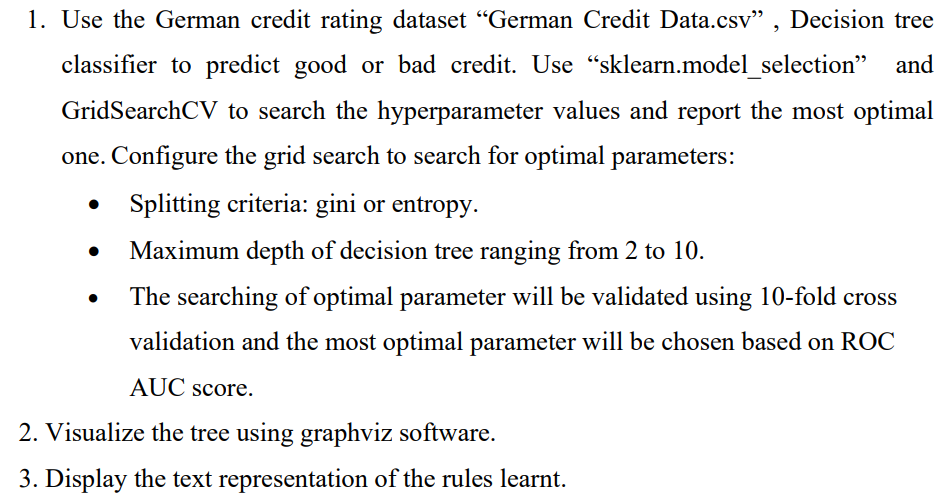 1. Use the German credit rating dataset “German Credit Data.csv” , Decision tree
classifier to predict good or bad credit. Use “sklearn.model_selection” and
GridSearchCV to search the hyperparameter values and report the most optimal
one. Configure the grid search to search for optimal parameters:
• Splitting criteria: gini or entropy.
• Maximum depth of decision tree ranging from 2 to 10.
• The searching of optimal parameter will be validated using 10-fold cross
validation and the most optimal parameter will be chosen based on ROC
AUC score.
2. Visualize the tree using graphviz software.
3. Display the text representation of the rules learnt.